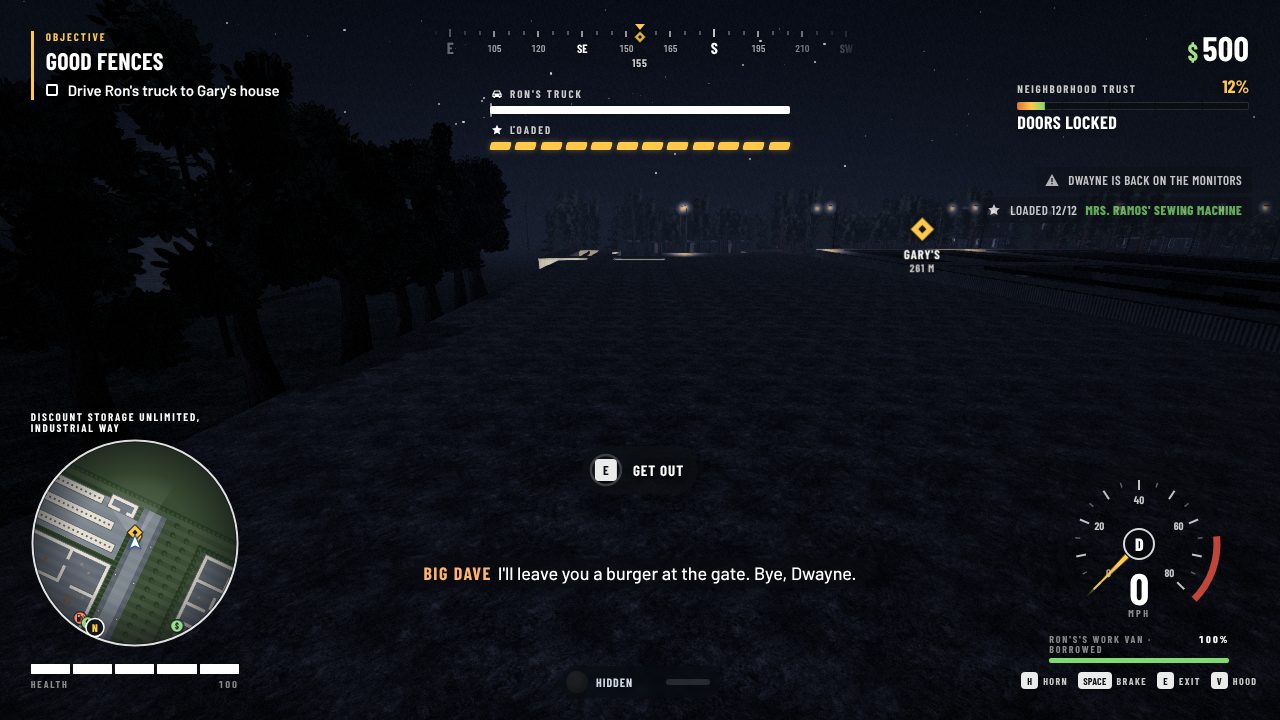 OBJECTIVE
GOOD FENCES
Drive Ron's truck to Gary's house
E 105 120 SE 150 165 S 195 210 SW
155
RON'S TRUCK
LOADED
$500
NEIGHBORHOOD TRUST 12%
DOORS LOCKED
DWAYNE IS BACK ON THE MONITORS
LOADED 12/12 MRS. RAMOS' SEWING MACHINE
GARY'S
261 M
DISCOUNT STORAGE UNLIMITED,
INDUSTRIAL WAY
N
$
HEALTH 100
E GET OUT
BIG DAVE I'll leave you a burger at the gate. Bye, Dwayne.
HIDDEN
0 20 40 60 80
D
0
MPH
RON'S'S WORK VAN ·
BORROWED
100%
H HORN SPACE BRAKE E EXIT V HOOD